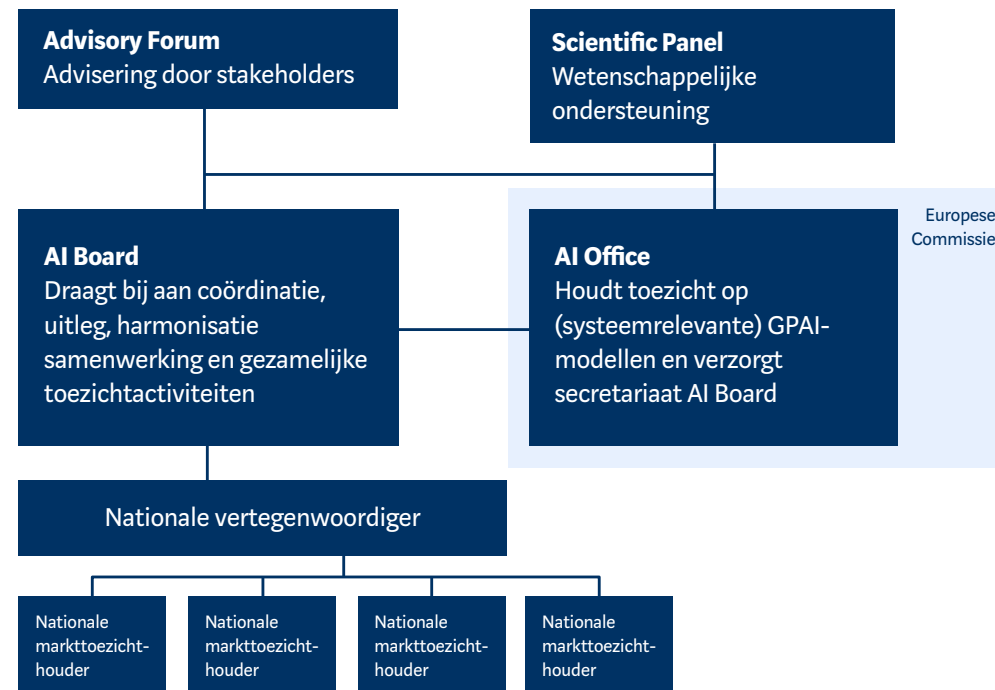 Advisory Forum
Advisering door stakeholders
Scientific Panel
Wetenschappelijke
ondersteuning
AI Board
Draagt bij aan coördinatie,
uitleg, harmonisatie
samenwerking en gezamelijke
toezichtactiviteiten
AI Office
Houdt toezicht op
(systeemrelevante) GPAI-
modellen en verzorgt
secretariaat AI Board
Europese
Commissie
Nationale vertegenwoordiger
Nationale
markttoezicht-
houder
Nationale
markttoezicht-
houder
Nationale
markttoezicht-
houder
Nationale
markttoezicht-
houder